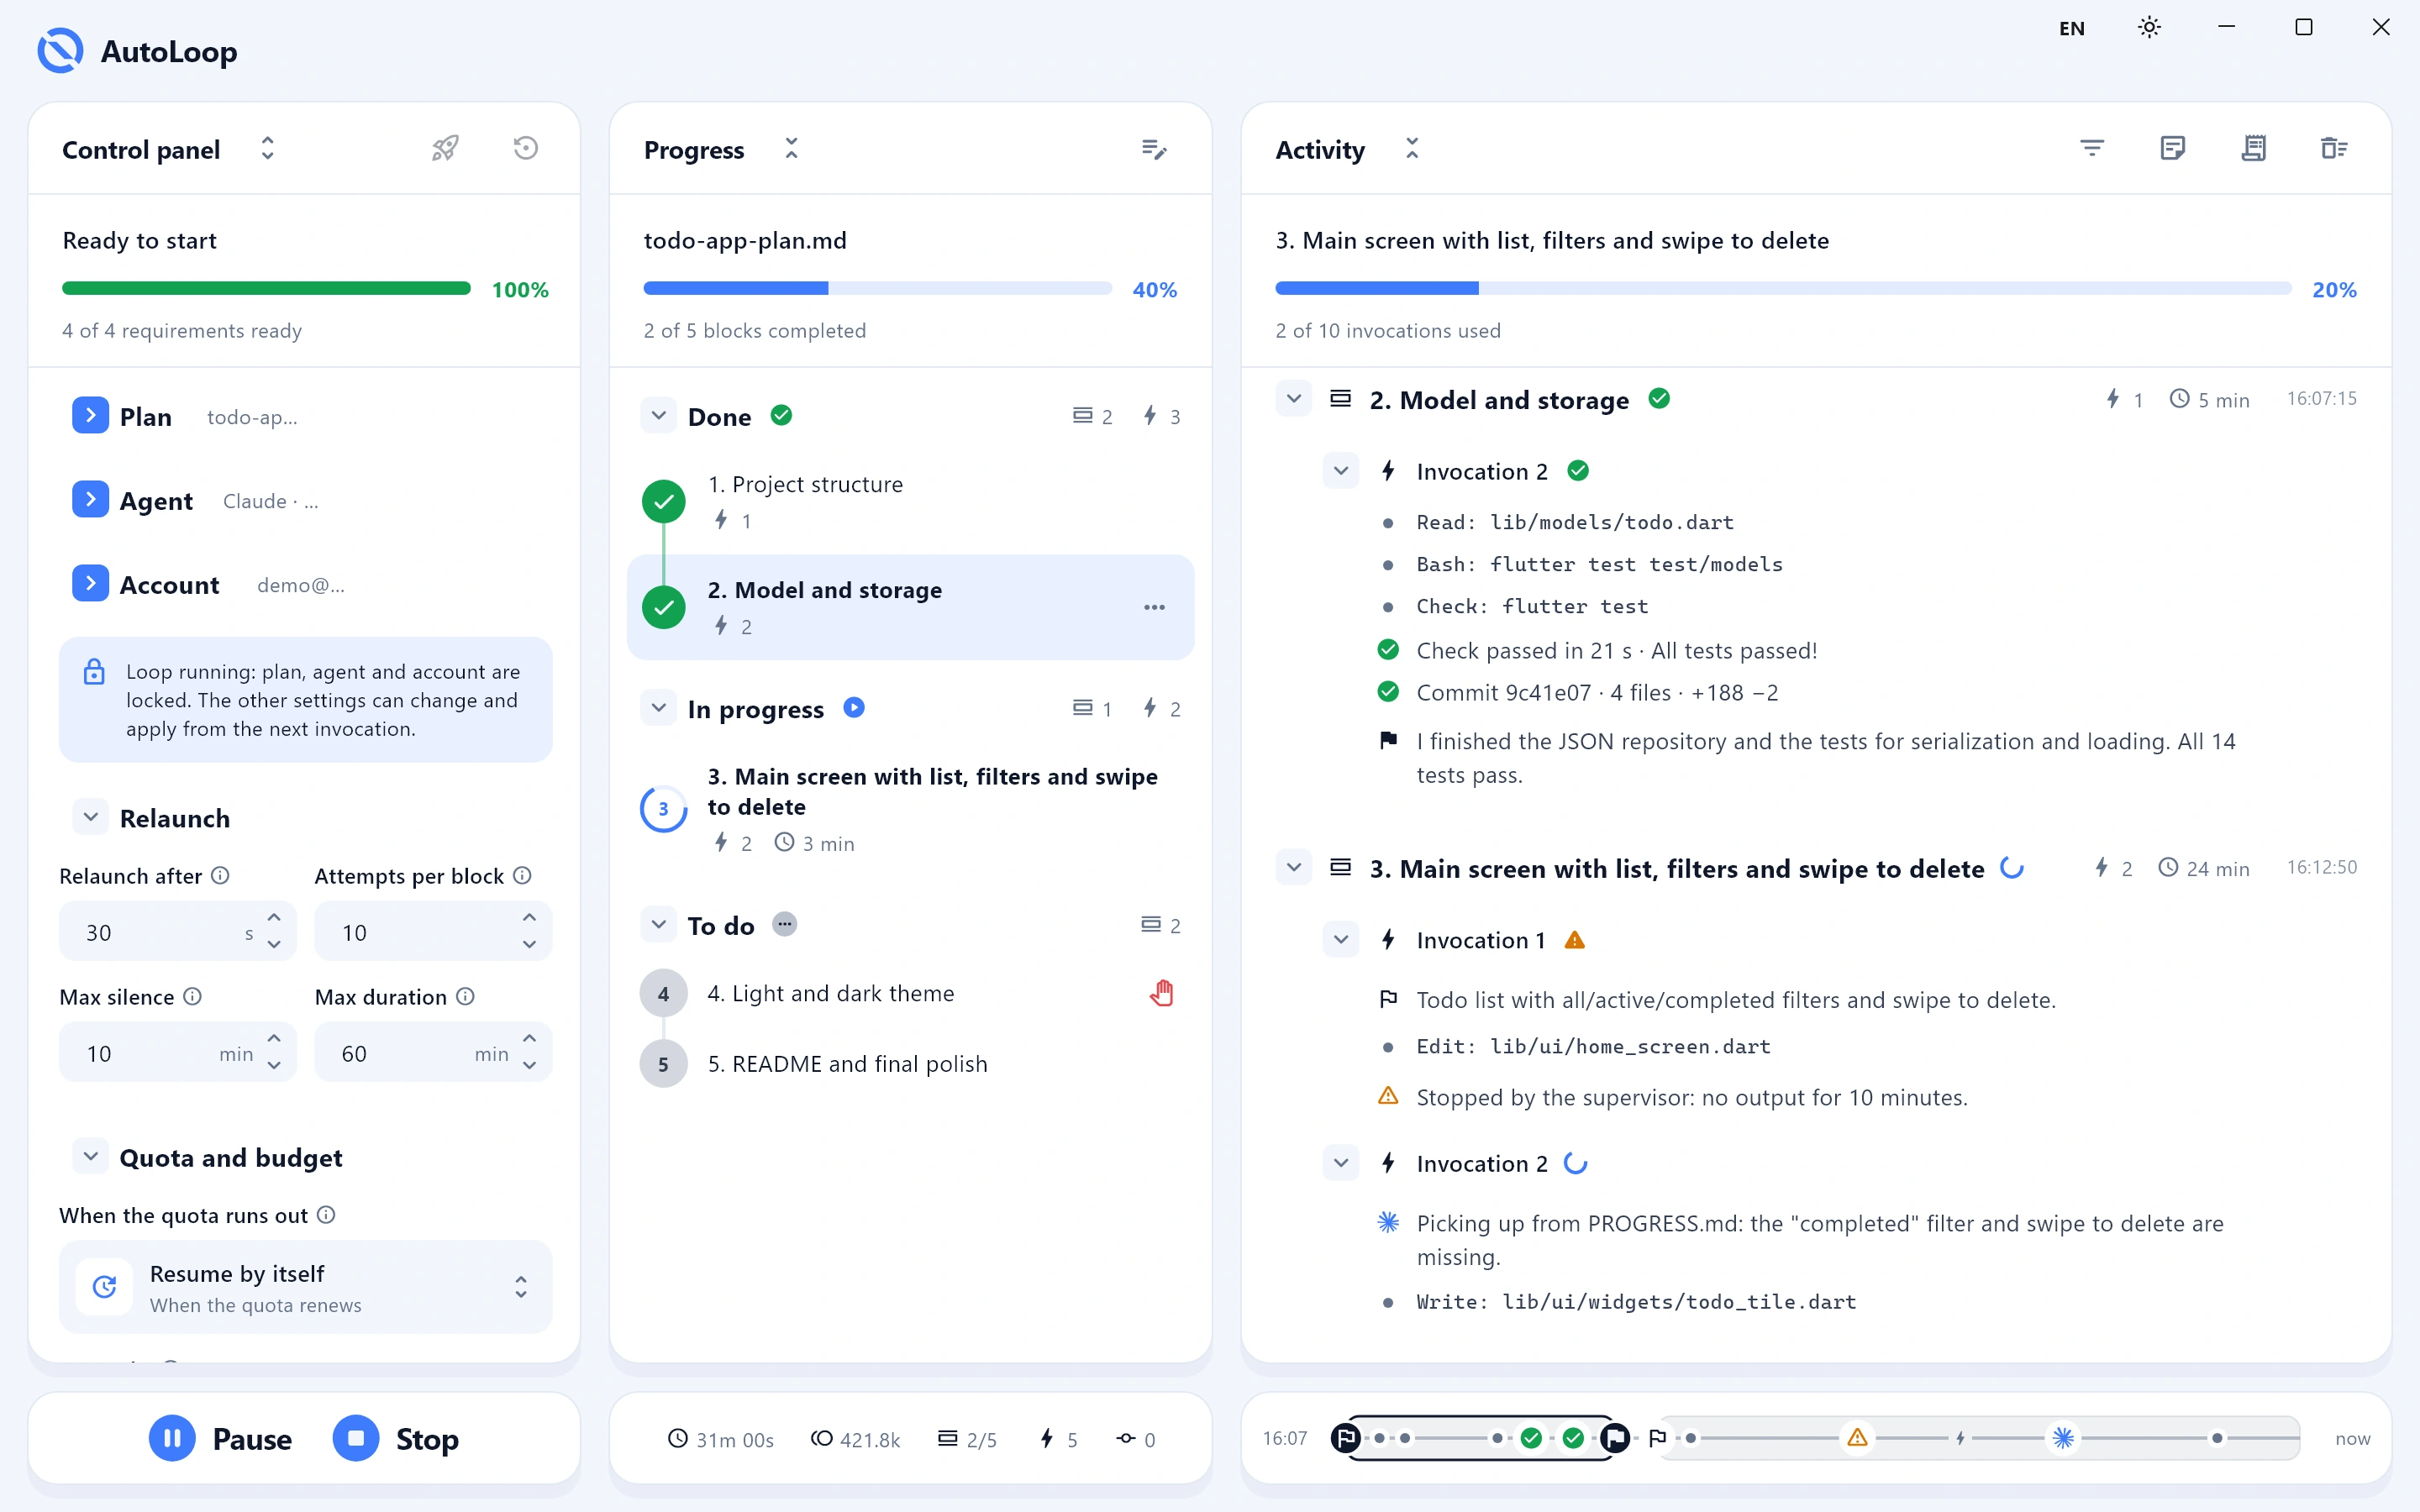 AutoLoop
EN
Control panel
Ready to start
100%
4 of 4 requirements ready
Plan todo-ap...
Agent Claude · ...
Account demo@...
Loop running: plan, agent and account are
locked. The other settings can change and
apply from the next invocation.
Relaunch
Relaunch after
Attempts per block
30 s
10
Max silence
Max duration
10 min
60 min
Quota and budget
When the quota runs out
Resume by itself
When the quota renews
Pause
Stop
Progress
todo-app-plan.md
40%
2 of 5 blocks completed
Done 2 3
1. Project structure
1
2. Model and storage
2
In progress 1 2
3. Main screen with list, filters and swipe
to delete
3
2 3 min
To do 2
4 4. Light and dark theme
5 5. README and final polish
31m 00s 421.8k 2/5 5 0
Activity
3. Main screen with list, filters and swipe to delete
20%
2 of 10 invocations used
2. Model and storage 1 5 min 16:07:15
Invocation 2
Read: lib/models/todo.dart
Bash: flutter test test/models
Check: flutter test
Check passed in 21 s · All tests passed!
Commit 9c41e07 · 4 files · +188 −2
I finished the JSON repository and the tests for serialization and loading. All 14
tests pass.
3. Main screen with list, filters and swipe to delete 2 24 min 16:12:50
Invocation 1
Todo list with all/active/completed filters and swipe to delete.
Edit: lib/ui/home_screen.dart
Stopped by the supervisor: no output for 10 minutes.
Invocation 2
Picking up from PROGRESS.md: the "completed" filter and swipe to delete are
missing.
Write: lib/ui/widgets/todo_tile.dart
16:07 now